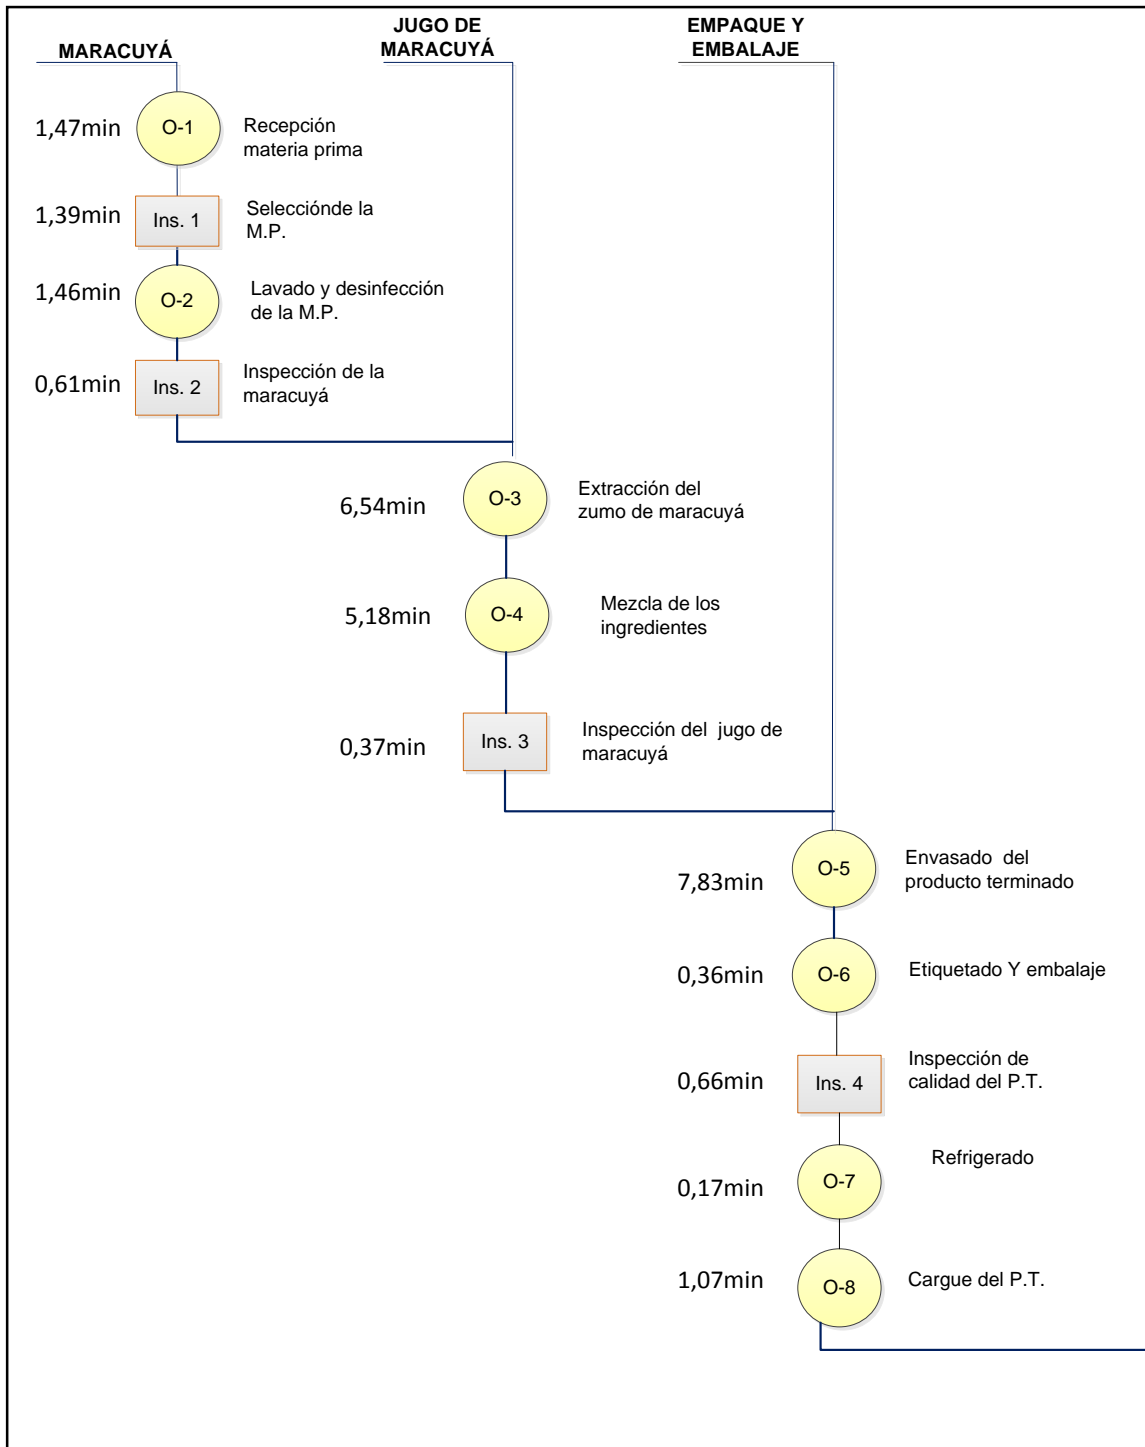 MARACUYÁ
JUGO DE
MARACUYÁ
EMPAQUE Y
EMBALAJE
1,47min
O-1
Recepción
materia prima
1,39min
Ins. 1
Selecciónde la
M.P.
1,46min
O-2
Lavado y desinfección
de la M.P.
0,61min
Ins. 2
Inspección de la
maracuyá
6,54min
O-3
Extracción del
zumo de maracuyá
5,18min
O-4
Mezcla de los
ingredientes
0,37min
Ins. 3
Inspección del  jugo de
maracuyá
7,83min
O-5
Envasado  del
producto terminado
0,36min
O-6
Etiquetado Y embalaje
0,66min
Ins. 4
Inspección de
calidad del P.T.
0,17min
O-7
Refrigerado
1,07min
O-8
Cargue del P.T.